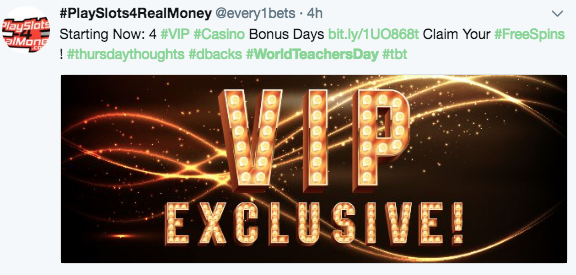 #PlaySlots4RealMoney @every1bets · 4h
Starting Now: 4 #VIP #Casino Bonus Days bit.ly/1UO868t Claim Your #FreeSpins
! #thursdaythoughts #dbacks #WorldTeachersDay #tbt
VIP
EXCLUSIVE!